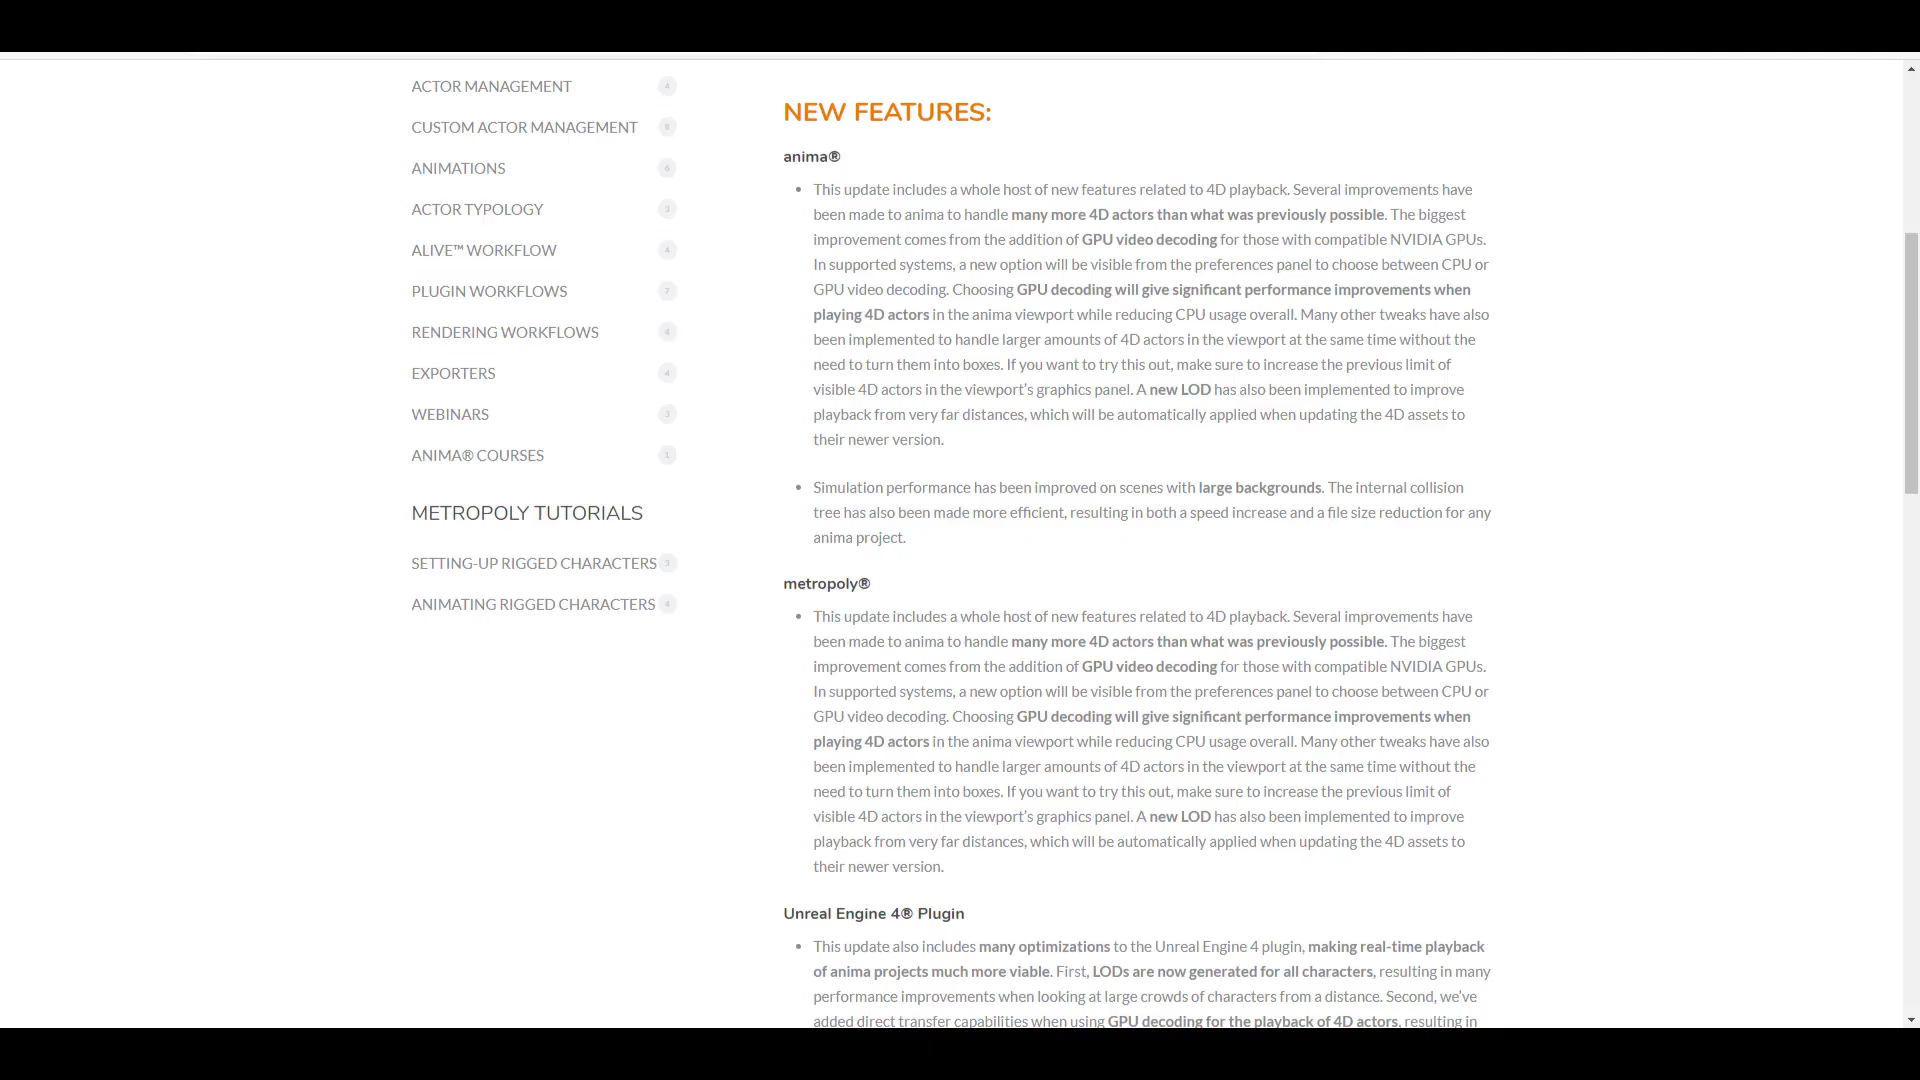 ACTOR MANAGEMENT 4
CUSTOM ACTOR MANAGEMENT 8
ANIMATIONS 6
ACTOR TYPOLOGY 3
ALIVE™ WORKFLOW 4
PLUGIN WORKFLOWS 7
RENDERING WORKFLOWS
EXPORTERS 4
WEBINARS 3
ANIMA® COURSES 1
METROPOLY TUTORIALS
SETTING-UP RIGGED CHARACTERS 3
ANIMATING RIGGED CHARACTERS
NEW FEATURES:
anima®
• This update includes a whole host of new features related to 4D playback. Several improvements have
been made to anima to handle many more 4D actors than what was previously possible. The biggest
improvement comes from the addition of GPU video decoding for those with compatible NVIDIA GPUs.
In supported systems, a new option will be visible from the preferences panel to choose between CPU or
GPU video decoding. Choosing GPU decoding will give significant performance improvements when
playing 4D actors in the anima viewport while reducing CPU usage overall. Many other tweaks have also
been implemented to handle larger amounts of 4D actors in the viewport at the same time without the
need to turn them into boxes. If you want to try this out, make sure to increase the previous limit of
visible 4D actors in the viewport’s graphics panel. A new LOD has also been implemented to improve
playback from very far distances, which will be automatically applied when updating the 4D assets to
their newer version.
• Simulation performance has been improved on scenes with large backgrounds. The internal collision
tree has also been made more efficient, resulting in both a speed increase and a file size reduction for any
anima project.
metropoly®
• This update includes a whole host of new features related to 4D playback. Several improvements have
been made to anima to handle many more 4D actors than what was previously possible. The biggest
improvement comes from the addition of GPU video decoding for those with compatible NVIDIA GPUs.
In supported systems, a new option will be visible from the preferences panel to choose between CPU or
GPU video decoding. Choosing GPU decoding will give significant performance improvements when
playing 4D actors in the anima viewport while reducing CPU usage overall. Many other tweaks have also
been implemented to handle larger amounts of 4D actors in the viewport at the same time without the
need to turn them into boxes. If you want to try this out, make sure to increase the previous limit of
visible 4D actors in the viewport’s graphics panel. A new LOD has also been implemented to improve
playback from very far distances, which will be automatically applied when updating the 4D assets to
their newer version.
Unreal Engine 4® Plugin
• This update also includes many optimizations to the Unreal Engine 4 plugin, making real-time playback
of anima projects much more viable. First, LODs are now generated for all characters, resulting in many
performance improvements when looking at large crowds of characters from a distance. Second, we’ve
added direct transfer capabilities when using GPU decoding for the playback of 4D actors, resulting in